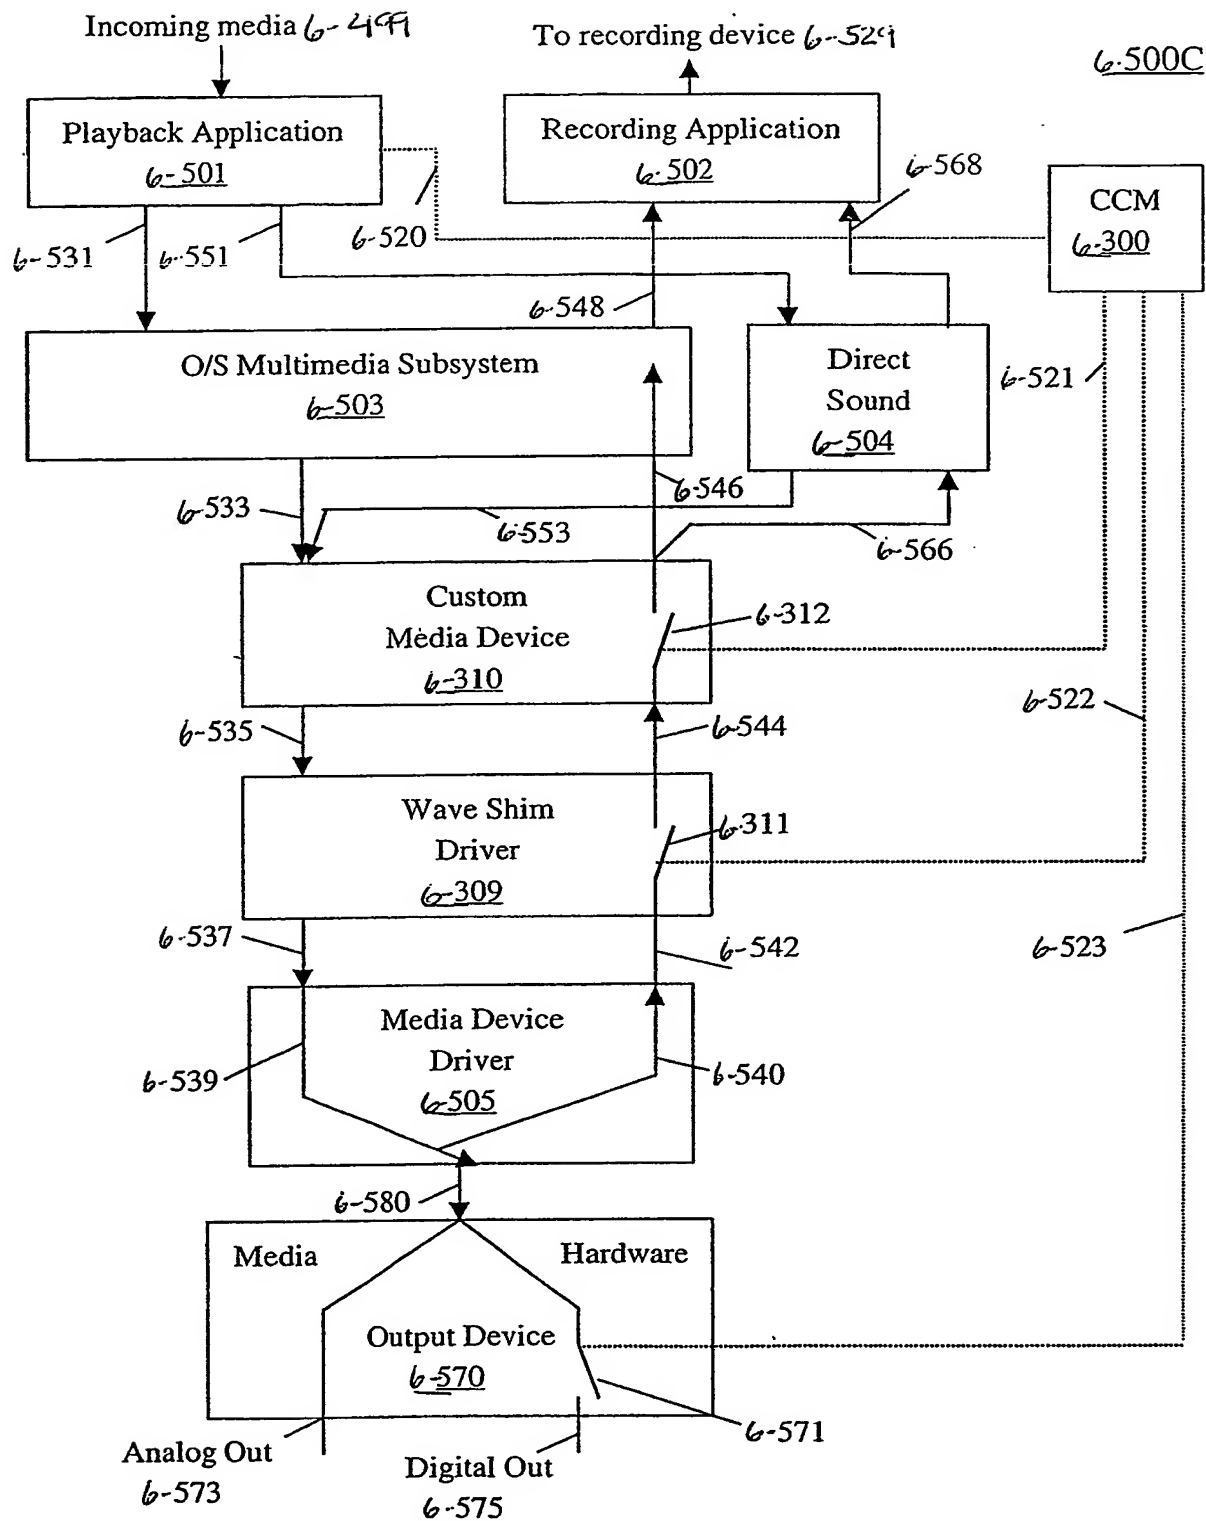 Incoming media 6-499
To recording device 6-529
6-500C
Playback Application
6-501
Recording Application
6-502
6-568
CCM
6-300
6-531
6-551
6-520
6-548
O/S Multimedia Subsystem
6-503
Direct
Sound
6-504
6-521
6-533
6-553
6-546
6-566
Custom
Media Device
6-310
6-312
6-522
6-535
6-544
Wave Shim
Driver
6-309
6-311
6-537
6-542
6-523
Media Device
Driver
6-505
6-539
6-540
6-580
Media
Hardware
Output Device
6-570
6-571
Analog Out
6-573
Digital Out
6-575